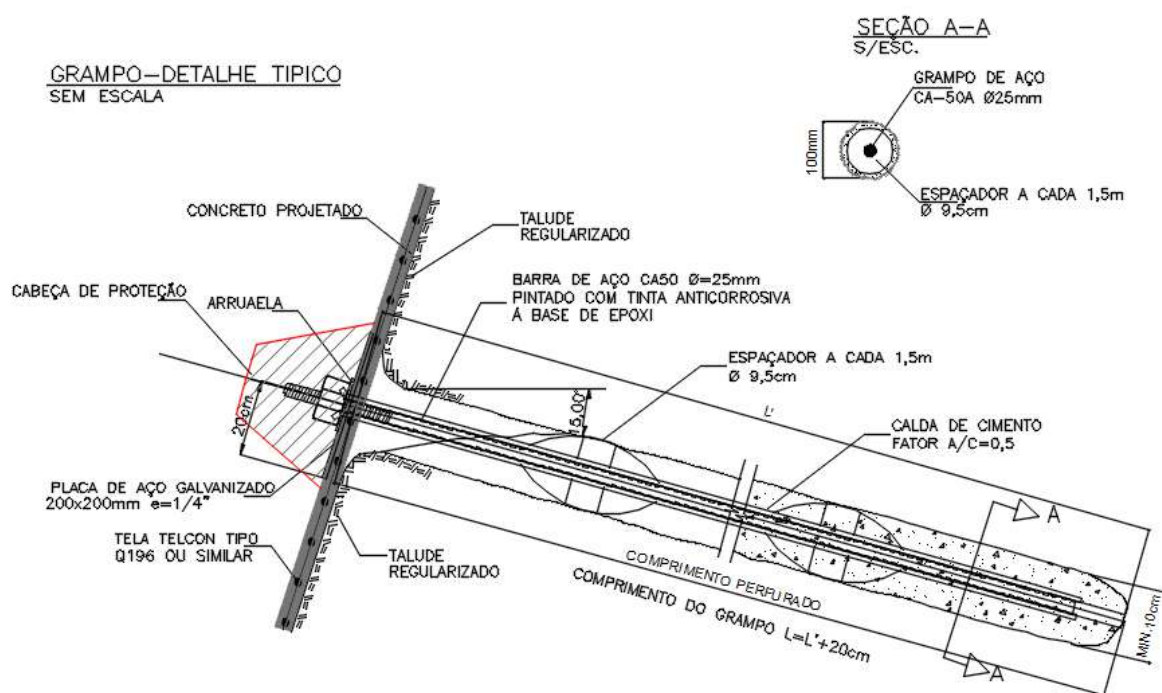 SEÇÃO A-A
S/ESC.
GRAMPO-DETALHE TIPICO
SEM ESCALA
GRAMPO DE AÇO
CA-50A Ø25mm
100mm
ESPAÇADOR A CADA 1,5m
Ø 9,5cm
CONCRETO PROJETADO
TALUDE
REGULARIZADO
CABEÇA DE PROTEÇÃO
ARRUAELA
BARRA DE AÇO CA50 Ø=25mm
PINTADO COM TINTA ANTICORROSIVA
À BASE DE EPOXI
ESPAÇADOR A CADA 1,5m
Ø 9,5cm
20cm
15,00°
L'
CALDA DE CIMENTO
FATOR A/C=0,5
PLACA DE AÇO GALVANIZADO
200x200mm e=1/4"
TELA TELCON TIPO
Q196 OU SIMILAR
TALUDE
REGULARIZADO
COMPRIMENTO PERFURADO
COMPRIMENTO DO GRAMPO L=L'+20cm
A
A
MIN.10cm